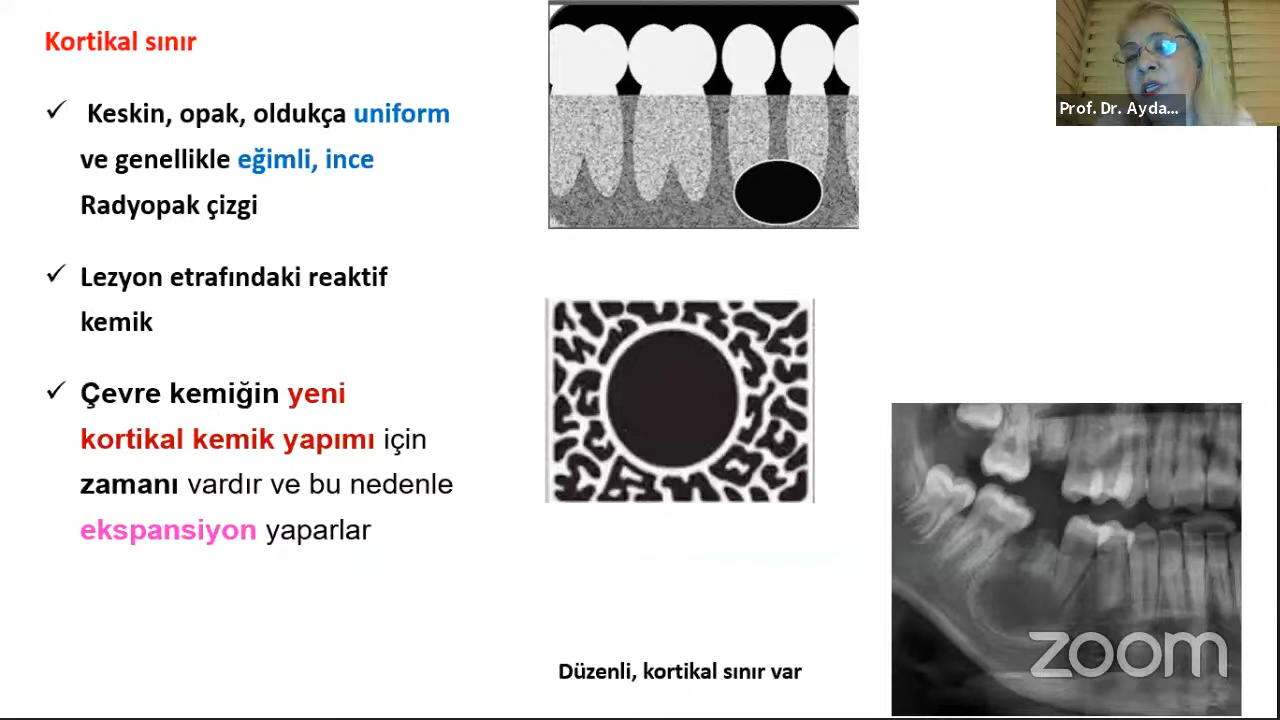 Kortikal sınır
Keskin, opak, oldukça uniform
ve genellikle eğimli, ince
Radyopak çizgi
Lezyon etrafındaki reaktif
kemik
Çevre kemiğin yeni
kortikal kemik yapımı için
zamanı vardır ve bu nedenle
ekspansiyon yaparlar
Düzenli, kortikal sınır var
Prof. Dr. Ayda...
zoom